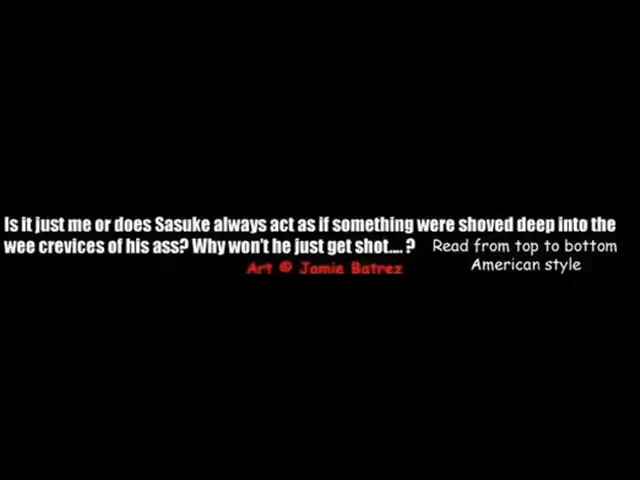 Is it just me or does Sasuke always act as if something were shoved deep into the
wee crevices of his ass? Why won't he just get shot.... ?
Read from top to bottom
American style
Art © Jamie Batrez